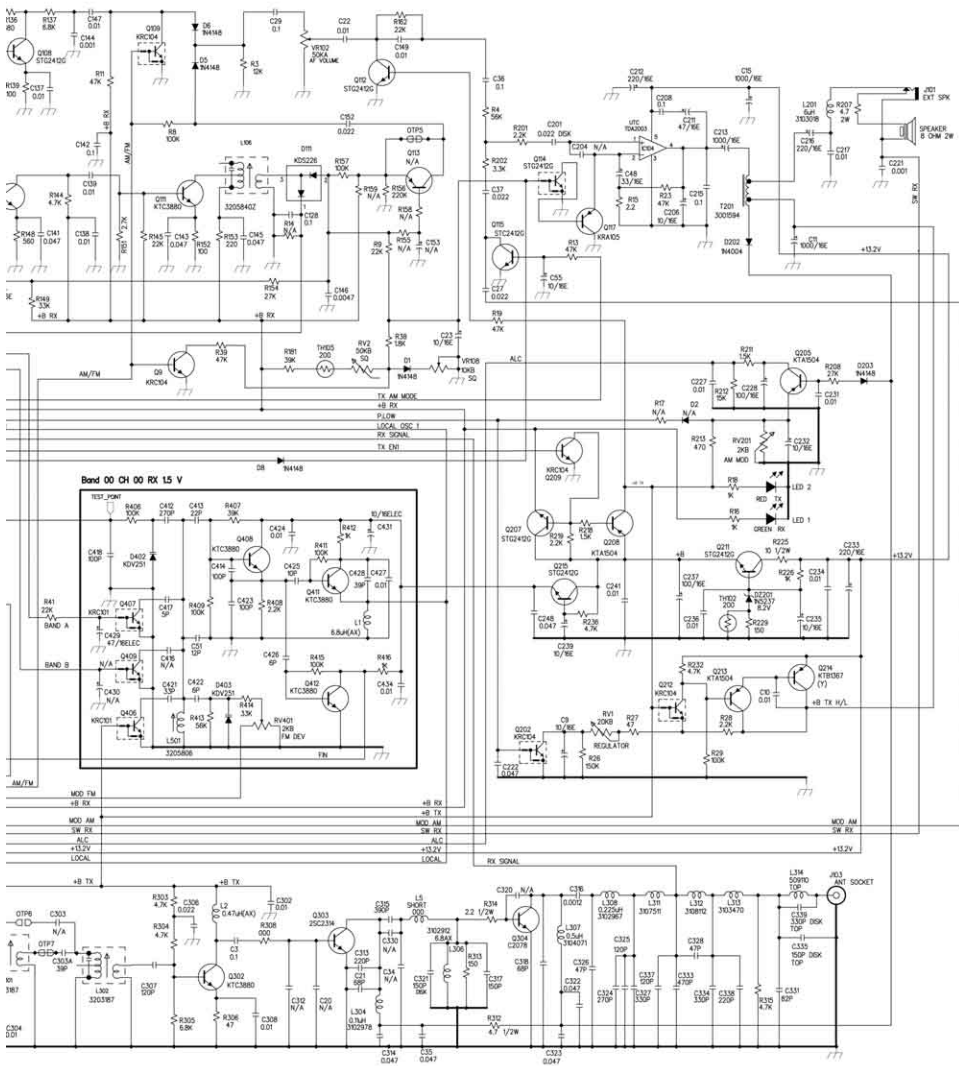 R136
680
R137
6.8K
C147
0.01
C144
0.001
Q108
STG2412G
Q109
KRC104
D6
1N4148
D5
1N4148
C29
0.1
R3
12K
VR102
50KA
AF VOLUME
C22
0.01
R162
22K
C149
0.01
Q112
STG2412G
R139
100
C137
0.01
R11
4.7K
+B RX
C142
0.1
AM/FM
R8
100K
C152
0.022
C36
0.1
R4
56K
C212
220/16E
C15
1000/16E
C208
0.1
C211
47/16E
UTC
TDA2003
IC104
C213
1000/16E
L201
6uH
3103018
R207
4.7
2W
J101
EXT SPK
SPEAKER
8 OHM 2W
C216
220/16E
C217
0.01
C221
0.001
SW RX
L106
3205840Z
D111
KDS226
R157
100K
OTP5
Q113
N/A
R201
2.2K
C201
0.022 DISK
C204
N/A
R202
3.3K
Q114
STG2412G
C48
33/16E
R15
2.2
R23
47K
C206
10/16E
C215
0.1
T201
3001594
C139
0.01
R144
4.7K
Q111
KTC3880
R159
N/A
R156
220K
R158
N/A
C37
0.022
Q117
KRA105
R148
560
C141
0.047
C138
0.01
R151
2.7K
R145
22K
C143
0.047
R152
100
R153
220
C145
0.047
C128
0.1
R14
N/A
R9
22K
R155
N/A
C153
N/A
Q115
STC2412G
R13
47K
C55
10/16E
D202
1N4004
C11
1000/16E
+13.2V
R149
33K
+B RX
R154
27K
C146
0.0047
C27
0.022
R19
4.7K
Q9
KRC104
AM/FM
R39
47K
R181
39K
TH105
200
RV2
50KB
SQ
R38
1.8K
D1
1N4148
C23
10/16E
VR108
10KB
SQ
ALC
R211
1.5K
Q205
KTA1504
R208
27K
D203
1N4148
C227
0.01
R212
15K
C228
100/16E
C231
0.01
TX AM MODE
+B RX
P.LOW
LOCAL OSC 1
RX SIGNAL
TX EN1
D8
1N4148
R17
N/A
D2
N/A
R213
470
RV201
2KB
AM MOD
C232
10/16E
KRC104
Q209
R18
1K
RED TX
LED 2
R16
1K
GREEN RX
LED 1
Band 00 CH 00 RX 1.5 V
TEST_POINT
R406
100K
C412
270P
C413
22P
R407
39K
10/16ELEC
C431
C418
100P
D402
KDV251
Q408
KTC3880
C424
0.01
R412
1K
R411
100K
C414
100P
C425
10P
Q411
KTC3880
C428
39P
C427
0.01
R409
100K
C423
100P
R408
2.2K
L1
6.8uH(AX)
R41
22K
BAND A
KRC101
Q407
C417
5P
C429
47/16ELEC
C51
12P
BAND B
N/A
Q409
C416
N/A
C430
N/A
C426
6P
R415
100K
R416
1K
Q412
KTC3880
C434
0.01
C421
33P
C422
6P
D403
KDV251
KRC101
Q406
L501
3205806
R413
56K
R414
33K
RV401
2KB
FM DEV
FIN
Q207
STG2412G
R219
2.2K
R218
1.5K
Q208
KTA1504
Q215
STG2412G
C241
0.01
C248
0.047
R236
4.7K
C239
10/16E
+B
Q211
STG2412G
R225
10 1/2W
C233
220/16E
+13.2V
C237
100/16E
R226
1K
C234
0.01
TH102
200
DZ201
1N5237
8.2V
R229
150
C236
0.01
C235
10/16E
R232
4.7K
Q213
KTA1504
Q214
KTB1367
(Y)
Q212
KRC104
C10
0.01
+B TX H/L
R28
2.2K
C9
10/16E
RV1
20KB
REGULATOR
R27
47
Q202
KRC104
R26
150K
R29
100K
C222
0.047
AM/FM
MOD FM
+B RX
+B TX
MOD AM
SW RX
ALC
+13.2V
LOCAL
+B RX
+B TX
MOD AM
SW RX
ALC
+13.2V
LOCAL
MOD AM
SW RX
RX SIGNAL
+B TX
+B TX
OTP6
C303
N/A
OTP7
C303A
39P
L302
3203187
C307
120P
R303
4.7K
C306
0.022
R304
4.7K
L2
0.47uH(AX)
C302
0.01
C3
0.1
R308
000
Q302
KTC3880
R305
6.8K
R306
47
C308
0.01
C312
N/A
C20
N/A
Q303
2SC2314
C315
390P
C330
N/A
C313
220P
C21
68P
C34
N/A
L304
0.11uH
3102978
C314
0.047
C35
0.047
L5
SHORT
000
3102912
6.8AX
L306
R313
150
C321
150P
DISK
C317
150P
R314
2.2 1/2W
R312
4.7 1/2W
C320
N/A
Q304
C2078
C318
68P
C316
0.0012
L307
0.5uH
3104071
C322
0.047
C323
0.047
L308
0.225uH
3102967
C326
47P
C325
120P
C324
270P
C327
330P
L311
3107511
C337
120P
C333
470P
L312
3108112
C328
47P
C334
330P
C338
220P
L313
3103470
R315
4.7K
L314
509110
TOP
J103
ANT SOCKET
C339
330P DISK
TOP
C335
150P DISK
TOP
C331
82P
C304
0.01